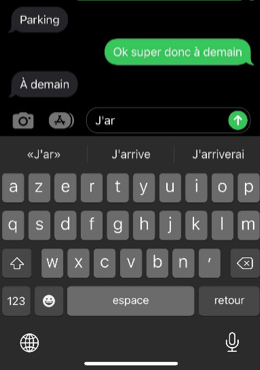 Parking
Ok super donc à demain
À demain
J'ar
«J'ar» J'arrive J'arriverai
a z e r t y u i o p
q s d f g h j k l m
w x c v b n ´
123 espace retour